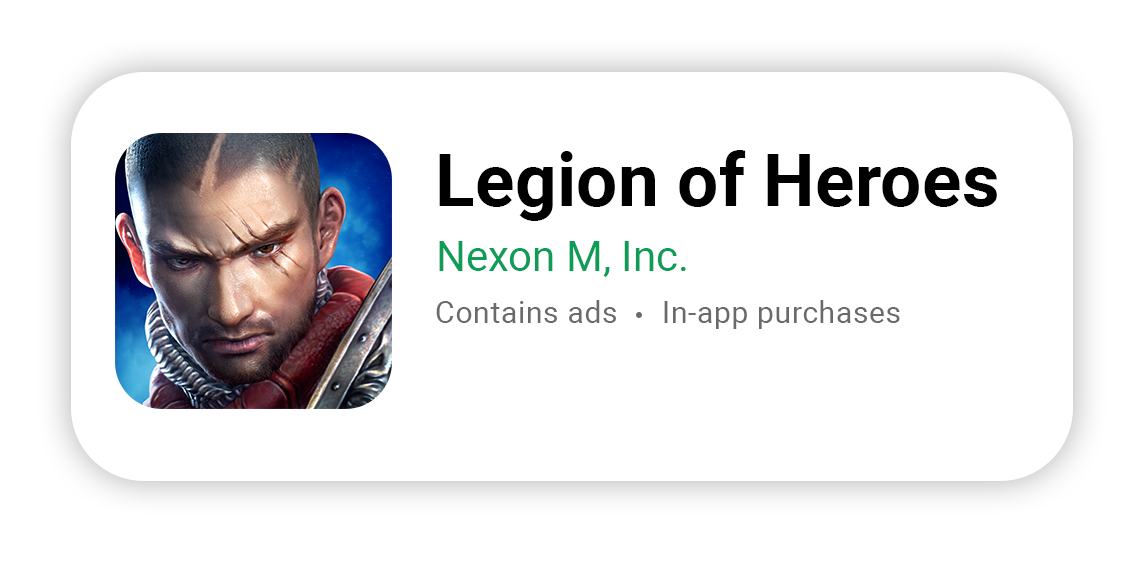 Legion of Heroes
Nexon M, Inc.
Contains ads • In-app purchases